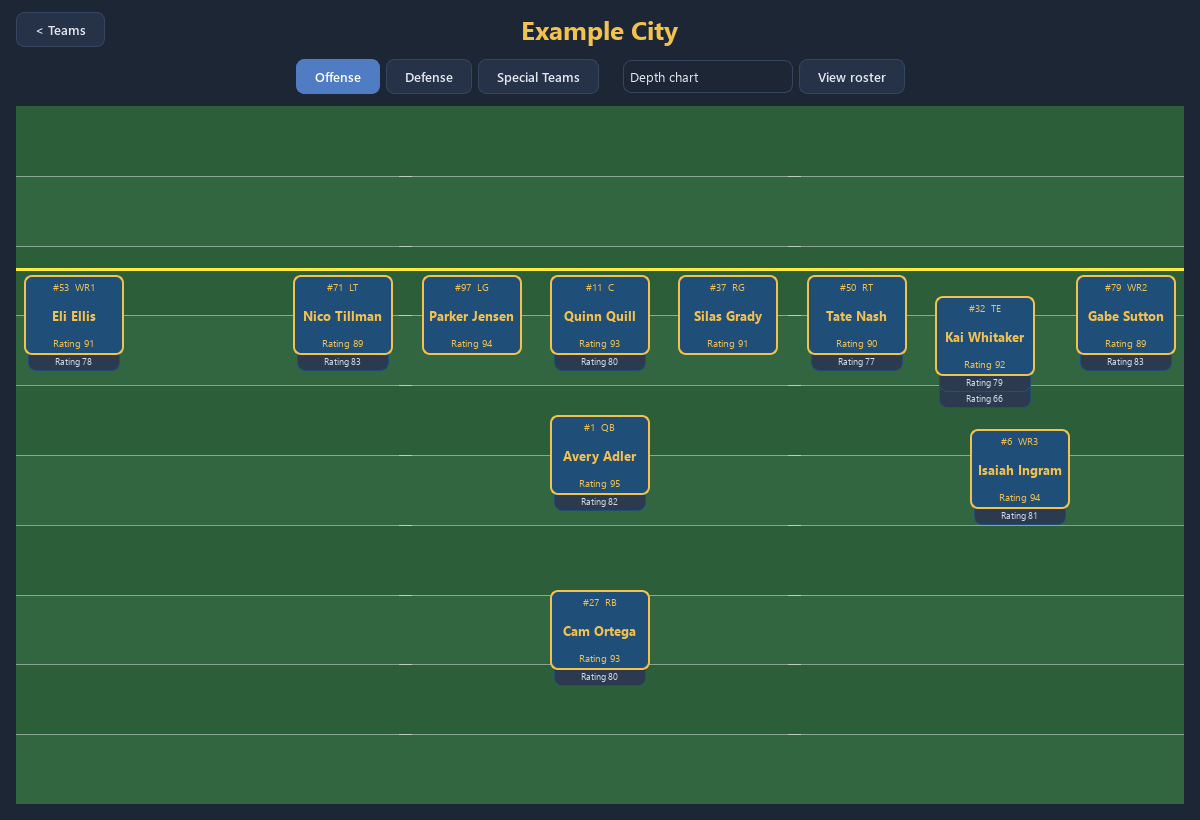 < Teams
Example City
Offense
Defense
Special Teams
Depth chart
View roster
#53 WR1
Eli Ellis
Rating 91
Rating 78
#71 LT
Nico Tillman
Rating 89
Rating 83
#97 LG
Parker Jensen
Rating 94
#11 C
Quinn Quill
Rating 93
Rating 80
#37 RG
Silas Grady
Rating 91
#50 RT
Tate Nash
Rating 90
Rating 77
#32 TE
Kai Whitaker
Rating 92
Rating 79
Rating 66
#79 WR2
Gabe Sutton
Rating 89
Rating 83
#1 QB
Avery Adler
Rating 95
Rating 82
#6 WR3
Isaiah Ingram
Rating 94
Rating 81
#27 RB
Cam Ortega
Rating 93
Rating 80